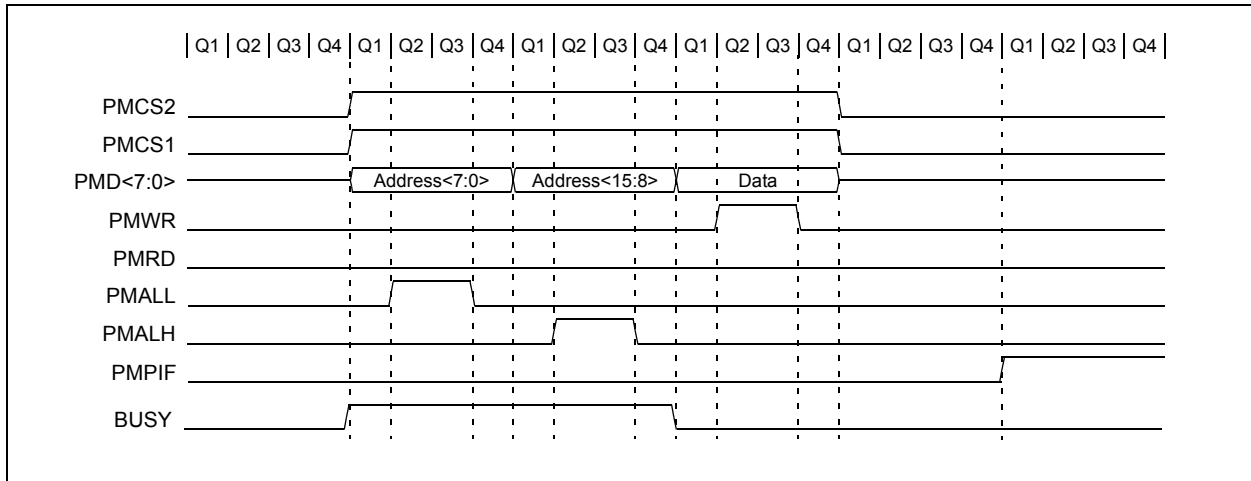 Q1 Q2 Q3 Q4 Q1 Q2 Q3 Q4 Q1 Q2 Q3 Q4 Q1 Q2 Q3 Q4 Q1 Q2 Q3 Q4 Q1 Q2 Q3 Q4
PMCS2
PMCS1
PMD<7:0> Address<7:0> Address<15:8> Data
PMWR
PMRD
PMALL
PMALH
PMPIF
BUSY